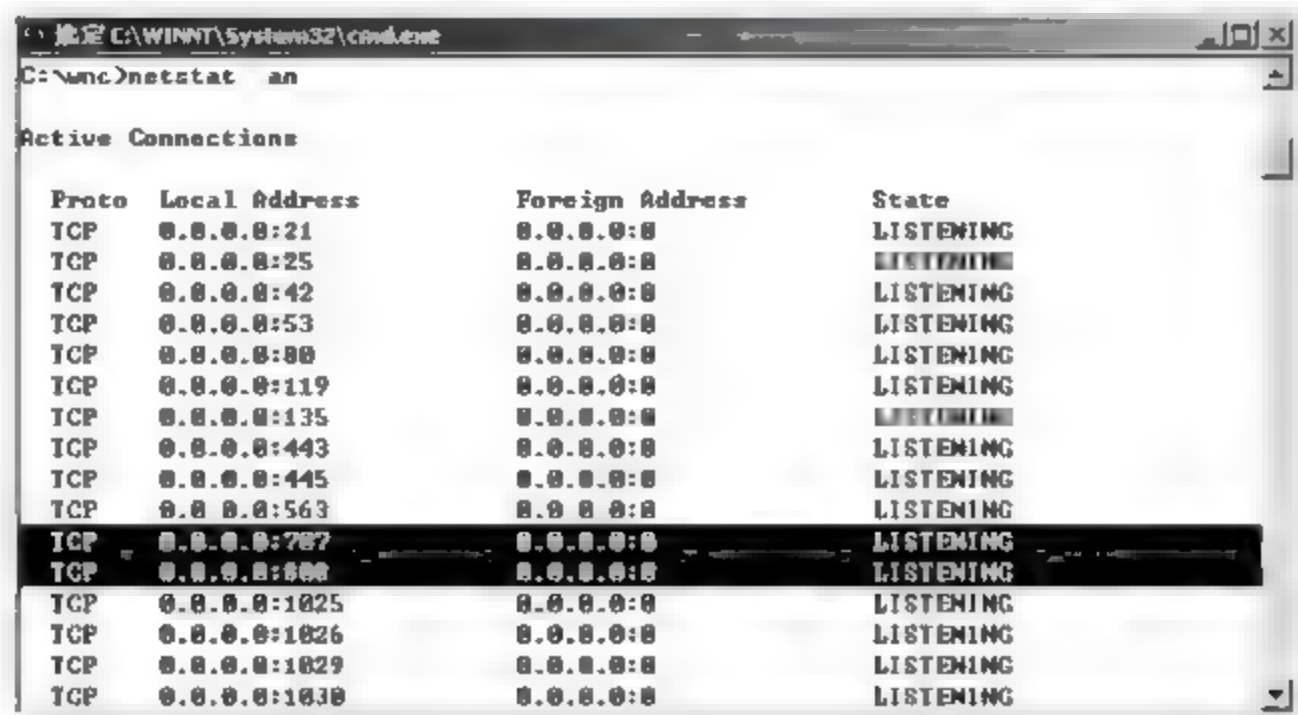 选定 C:\WINNT\System32\cmd.exe
C:\wnc>netstat an
Active Connections
Proto Local Address Foreign Address State
TCP 0.0.0.0:21 0.0.0.0:0 LISTENING
TCP 0.0.0.0:25 0.0.0.0:0
TCP 0.0.0.0:42 0.0.0.0:0 LISTENING
TCP 0.0.0.0:53 0.0.0.0:0 LISTENING
TCP 0.0.0.0:80 0.0.0.0:0 LISTENING
TCP 0.0.0.0:119 0.0.0.0:0 LISTENING
TCP 0.0.0.0:135 0.0.0.0:0
TCP 0.0.0.0:443 0.0.0.0:0 LISTENING
TCP 0.0.0.0:445 0.0.0.0:0 LISTENING
TCP 0.0.0.0:563 0.0.0.0:0 LISTENING
TCP 0.0.0.0:707 0.0.0.0:0 LISTENING
TCP 0.0.0.0:0 LISTENING
TCP 0.0.0.0:1025 0.0.0.0:0 LISTENING
TCP 0.0.0.0:1026 0.0.0.0:0 LISTENING
TCP 0.0.0.0:1029 0.0.0.0:0 LISTENING
TCP 0.0.0.0:1030 0.0.0.0:0 LISTENING